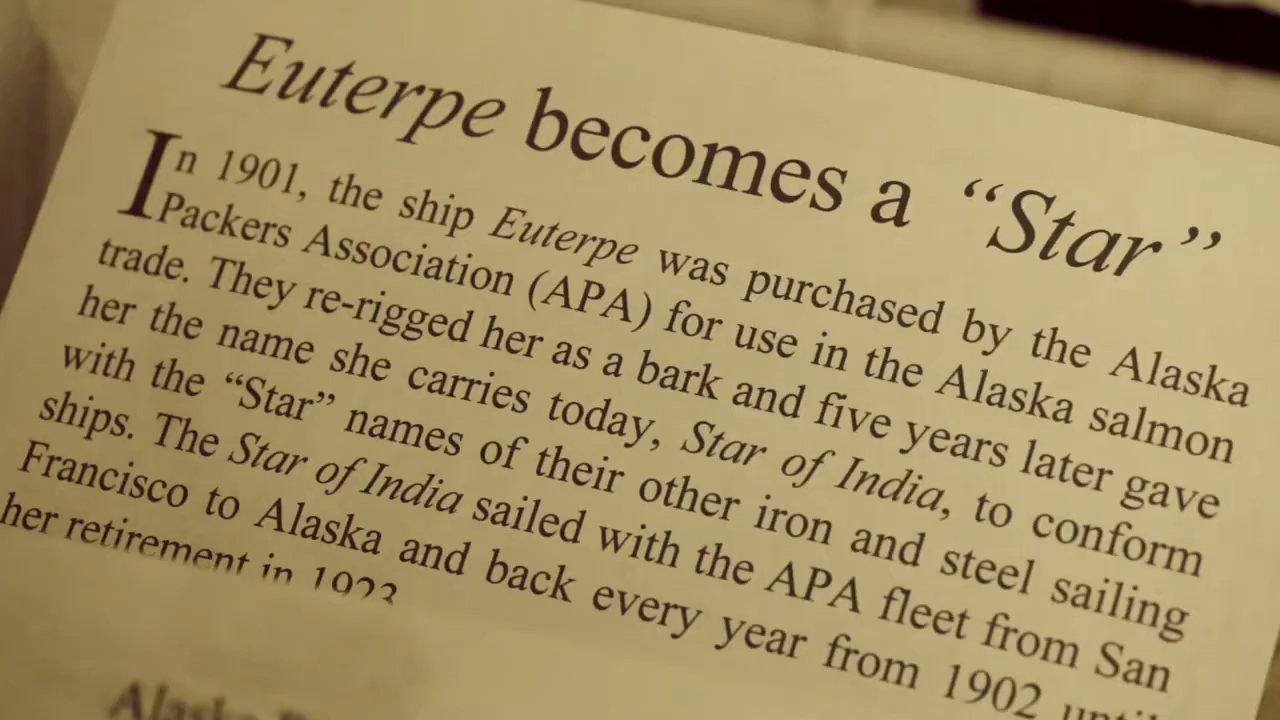 Euterpe becomes a “Star”
In 1901, the ship Euterpe was purchased by the Alaska
Packers Association (APA) for use in the Alaska salmon
trade. They re-rigged her as a bark and five years later gave
her the name she carries today, Star of India, to conform
with the “Star” names of their other iron and steel sailing
ships. The Star of India sailed with the APA fleet from San
Francisco to Alaska and back every year from 1902 until
her retirement in 1923
Alaska